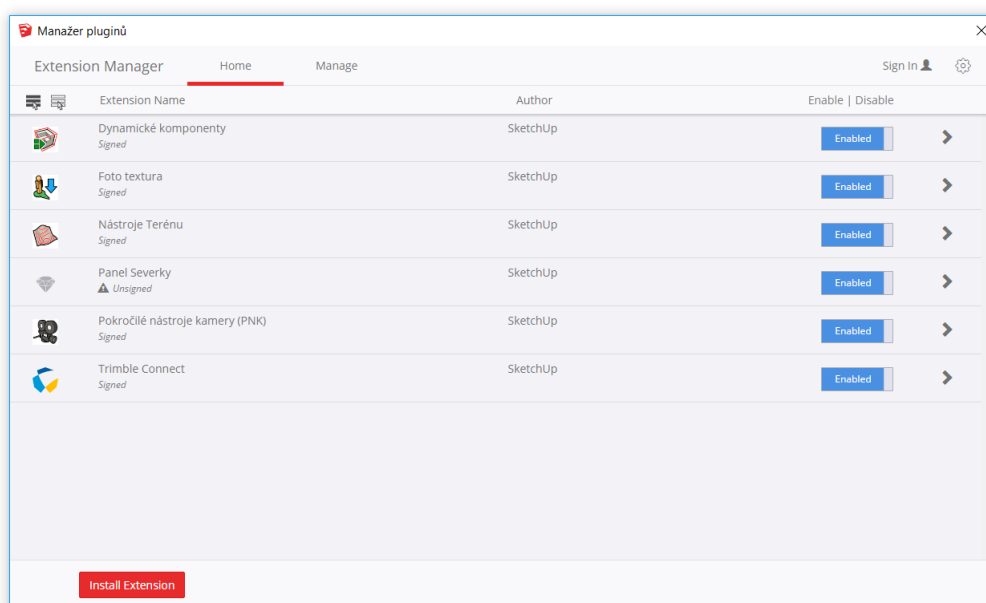 Manažer pluginů
Extension Manager Home Manage Sign In
Extension Name Author Enable | Disable
Dynamické komponenty SketchUp
Signed Enabled
Foto textura SketchUp
Signed Enabled
Nástroje Terénu SketchUp
Signed Enabled
Panel Severky SketchUp
Unsigned Enabled
Pokročilé nástroje kamery (PNK) SketchUp
Signed Enabled
Trimble Connect SketchUp
Signed Enabled
Install Extension